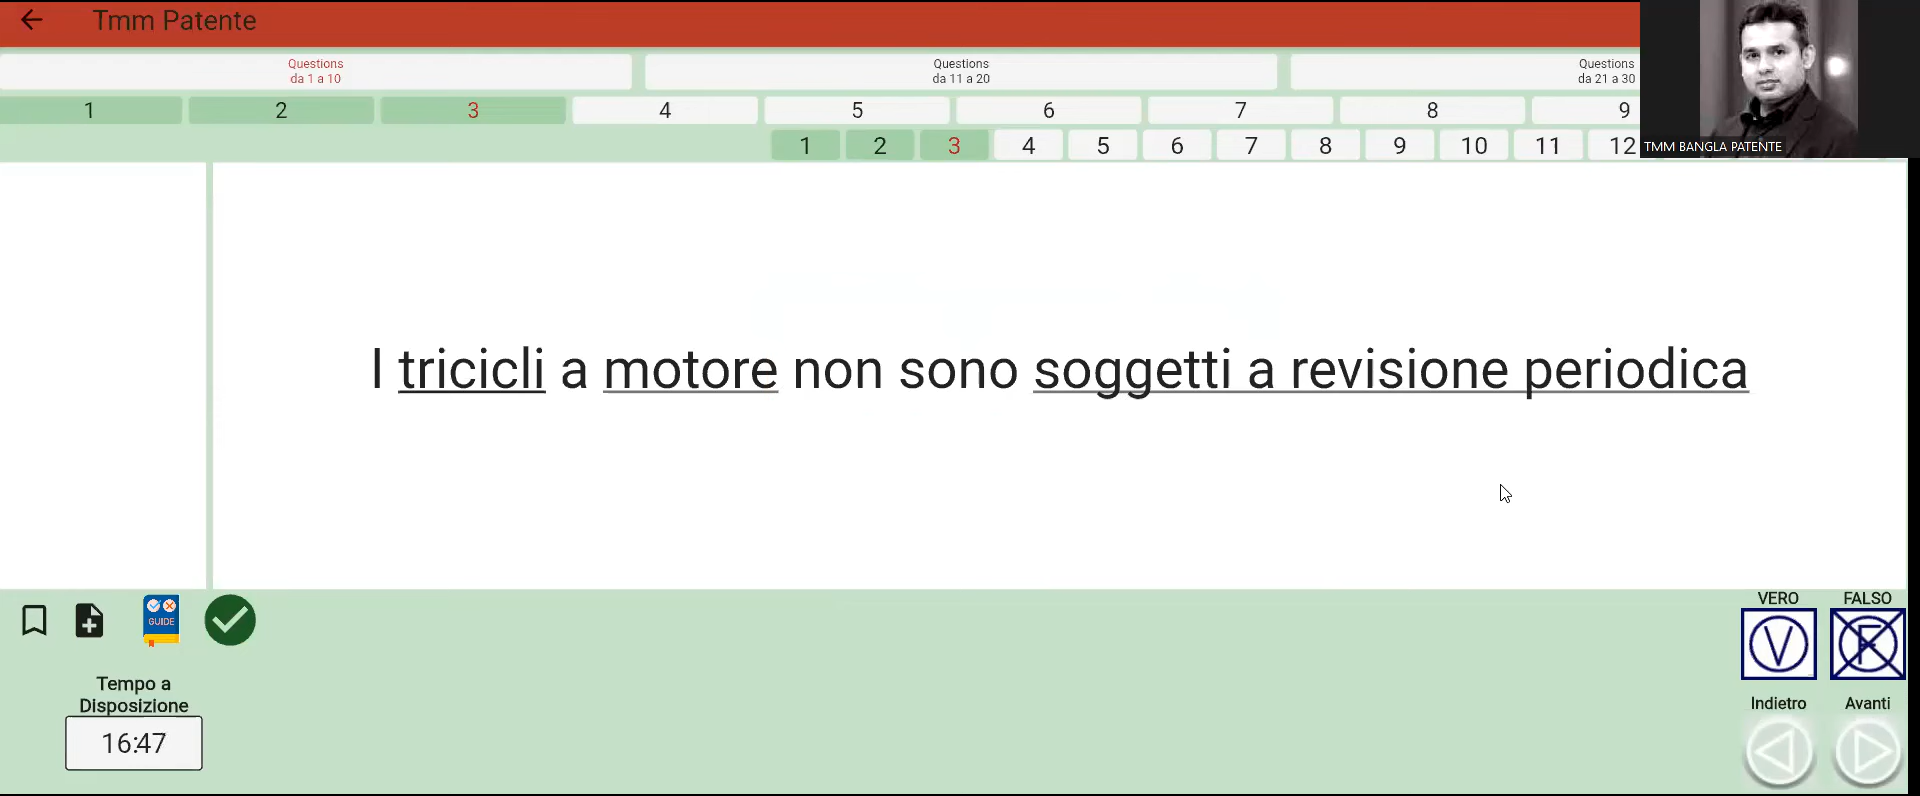 Tmm Patente
Questions
da 1 a 10
Questions
da 11 a 20
Questions
da 21 a 30
1 2 3 4 5 6 7 8 9
1 2 3 4 5 6 7 8 9 10 11 12
TMM BANGLA PATENTE
I tricicli a motore non sono soggetti a revisione periodica
GUIDE
VERO FALSO
V F
Tempo a
Disposizione
16:47
Indietro Avanti